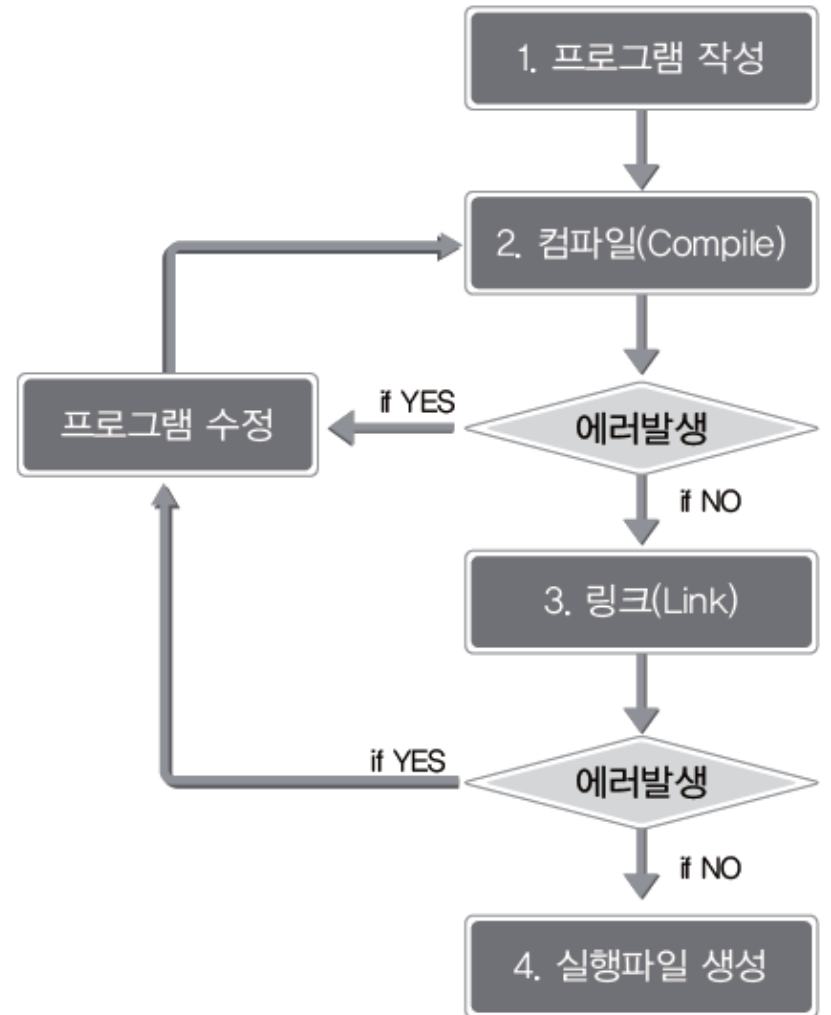 1. 프로그램 작성
2. 컴파일(Compile)
프로그램 수정
if YES
에러발생
if NO
3. 링크(Link)
if YES
에러발생
if NO
4. 실행파일 생성